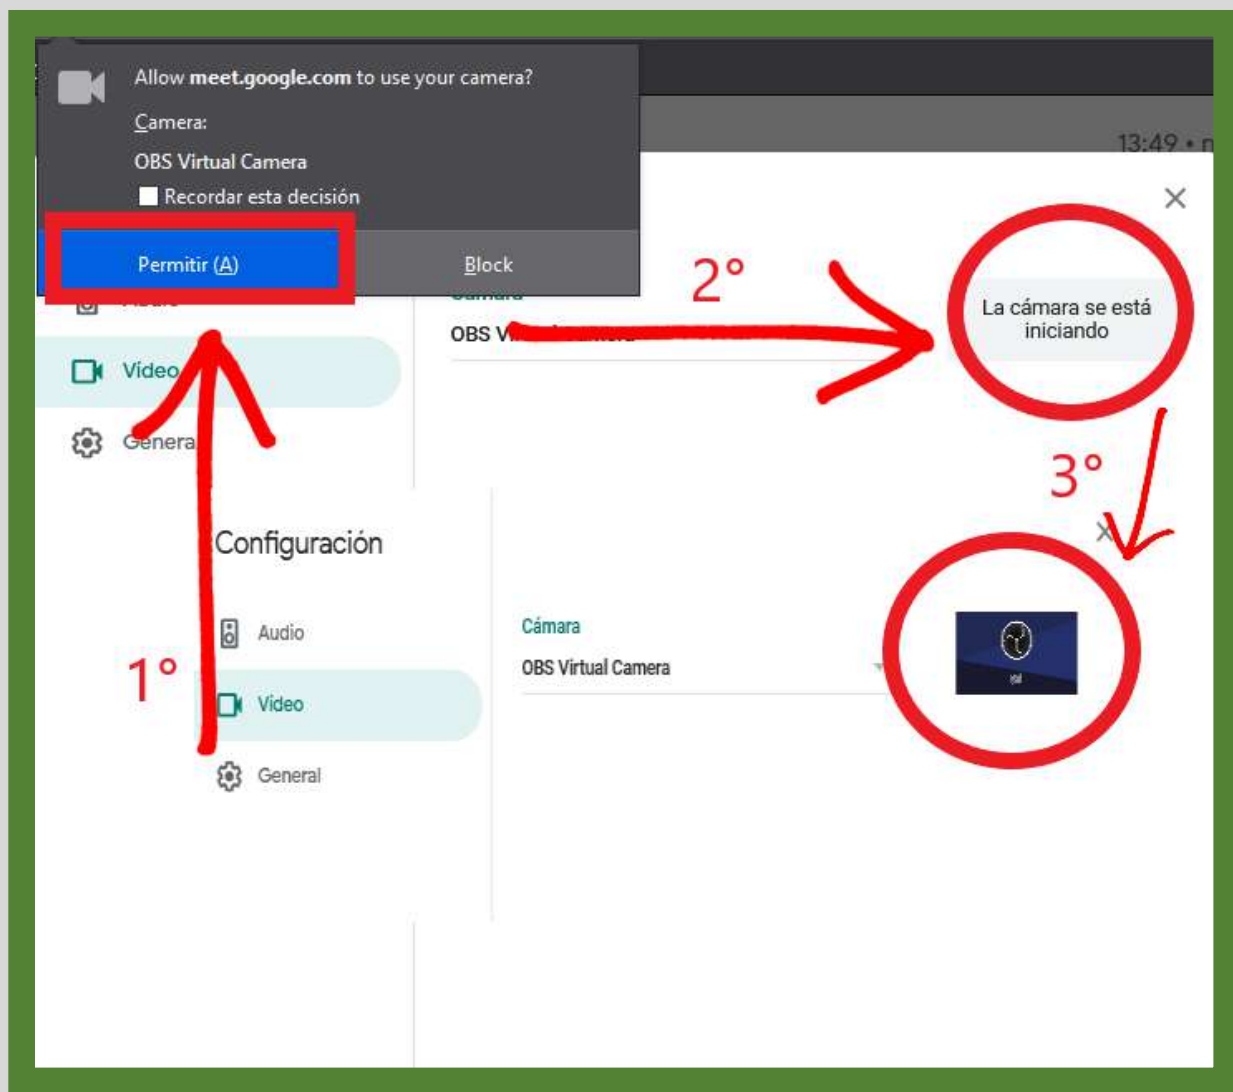 Allow meet.google.com to use your camera?
Camera:
OBS Virtual Camera
Recordar esta decisión
Permitir (A)
Block
13:49 •
2°
La cámara se está
iniciando
OBS
Vídeo
General
3°
Configuración
Audio
Cámara
OBS Virtual Camera
1°
Vídeo
General